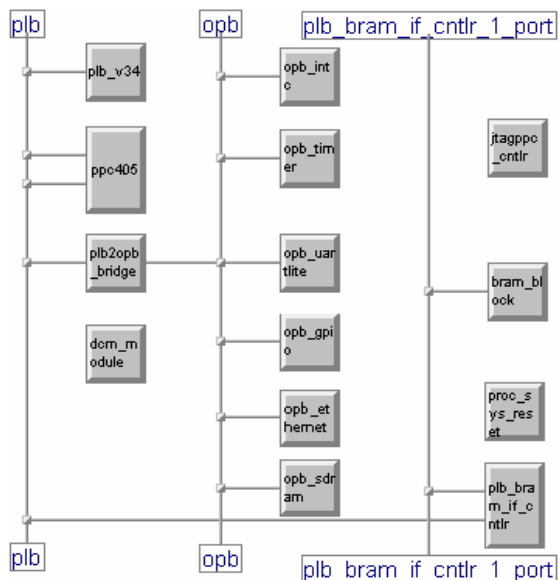 plb
opb
plb_bram_if_cntlr_1_port
plb_v34
opb_int
c
ppc405
opb_tim
er
jtagppc
_cntlr
plb2opb
_bridge
opb_uar
tlite
bram_bl
ock
dcm_m
odule
opb_gpi
o
opb_et
hernet
proc_s
ys_res
et
opb_sdr
am
plb_bra
m_if_c
ntlr
plb
opb
plb_bram_if_cntlr_1_port